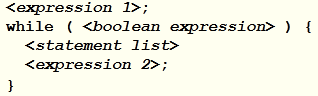 <expression 1>;
while ( <boolean expression> ) {
<statement list>
<expression 2>;
}